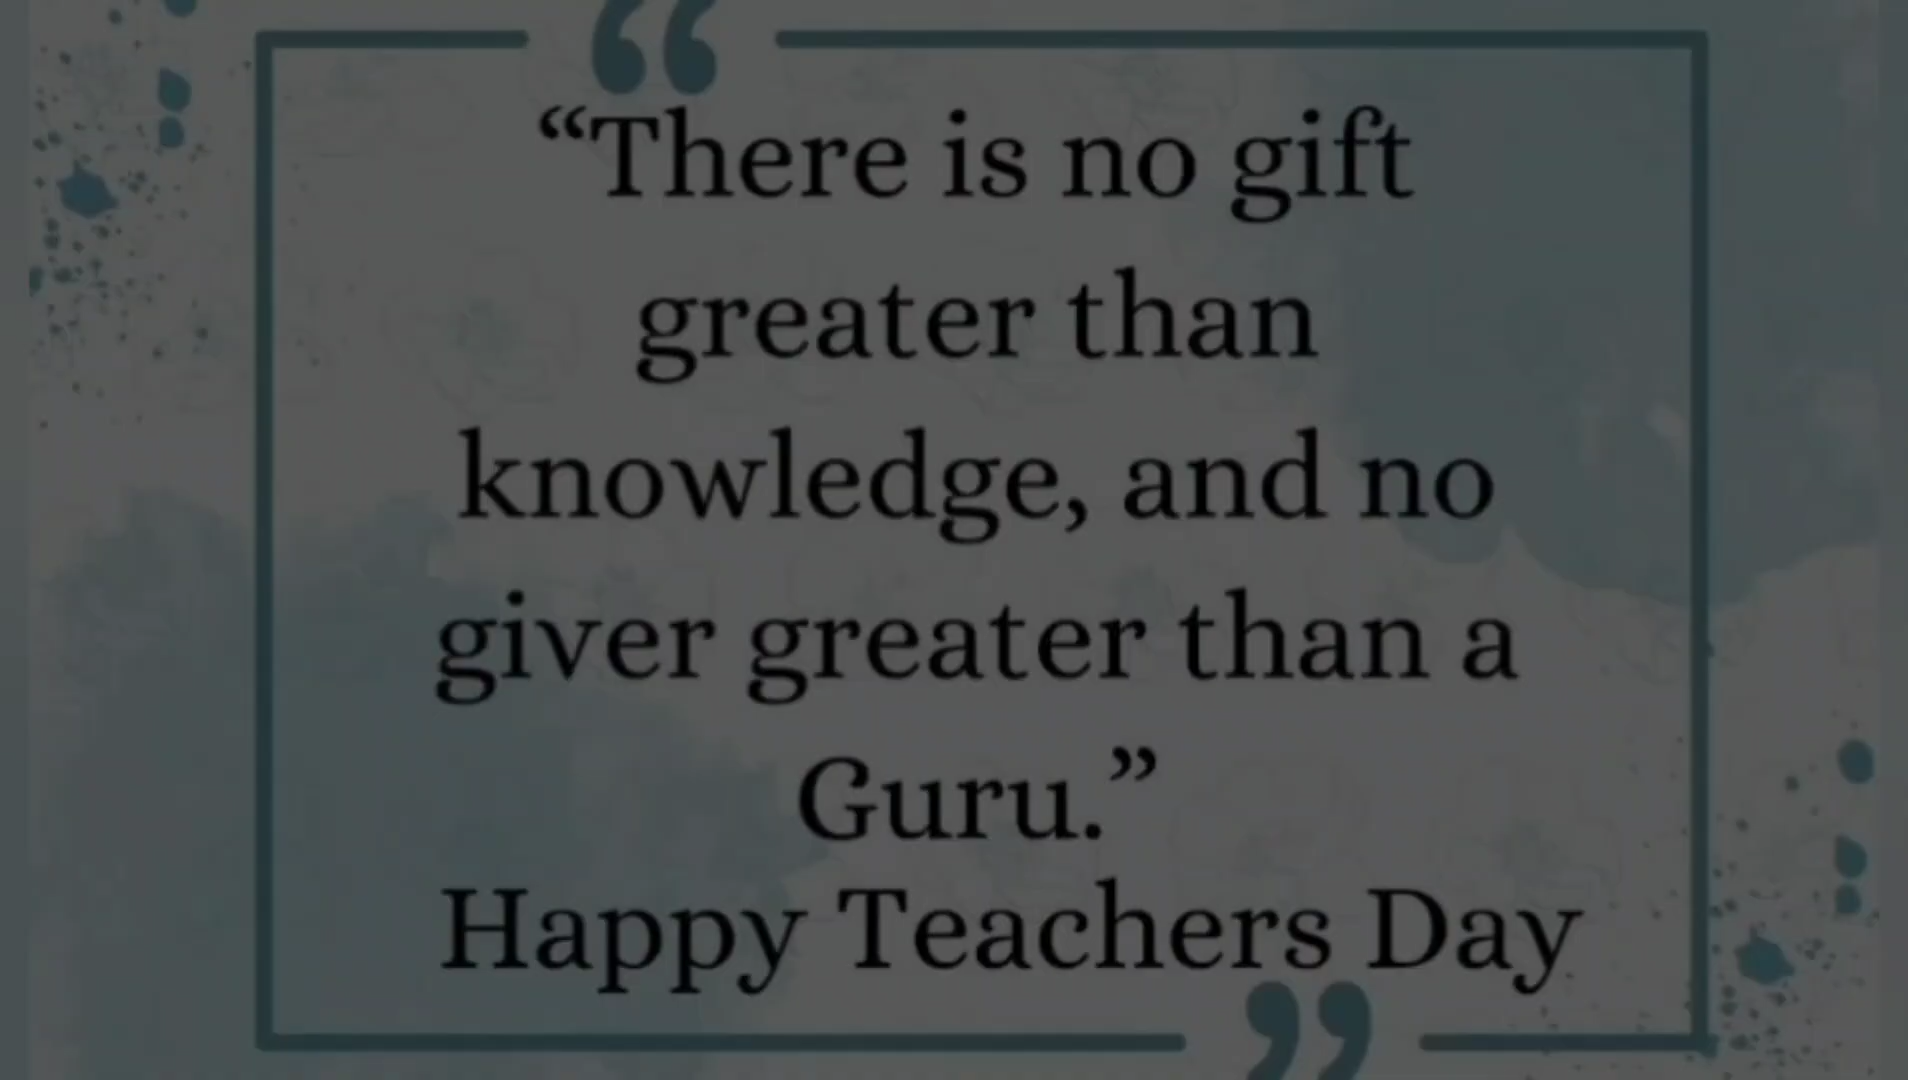 “There is no gift
greater than
knowledge, and no
giver greater than a
Guru.”
Happy Teachers Day